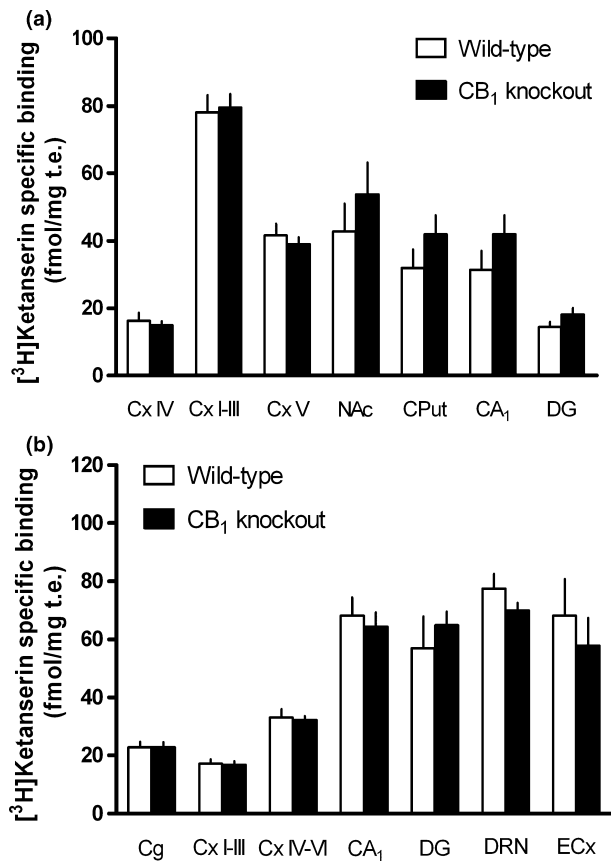 (a)
[³H]Ketanserin specific binding
(fmol/mg t.e.)
100
80
60
40
20
0
Wild-type
CB₁ knockout
Cx IV Cx I-III Cx V NAc CPut CA₁ DG
(b)
[³H]Ketanserin specific binding
(fmol/mg t.e.)
120
100
80
60
40
20
0
Wild-type
CB₁ knockout
Cg Cx I-III Cx IV-VI CA₁ DG DRN ECx